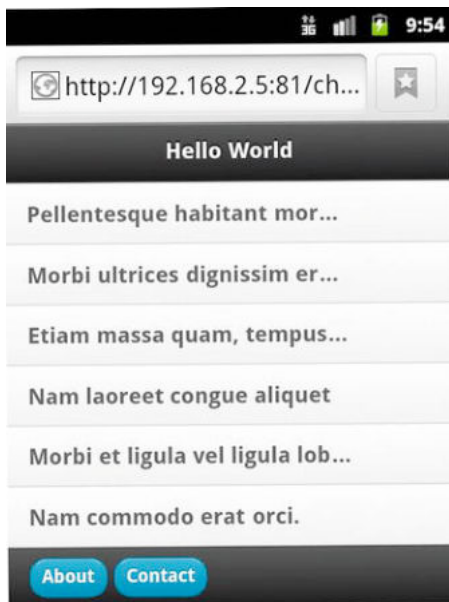 3G 9:54
http://192.168.2.5:81/ch...
Hello World
Pellentesque habitant mor...
Morbi ultrices dignissim er...
Etiam massa quam, tempus...
Nam laoreet congue aliquet
Morbi et ligula vel ligula lob...
Nam commodo erat orci.
About Contact